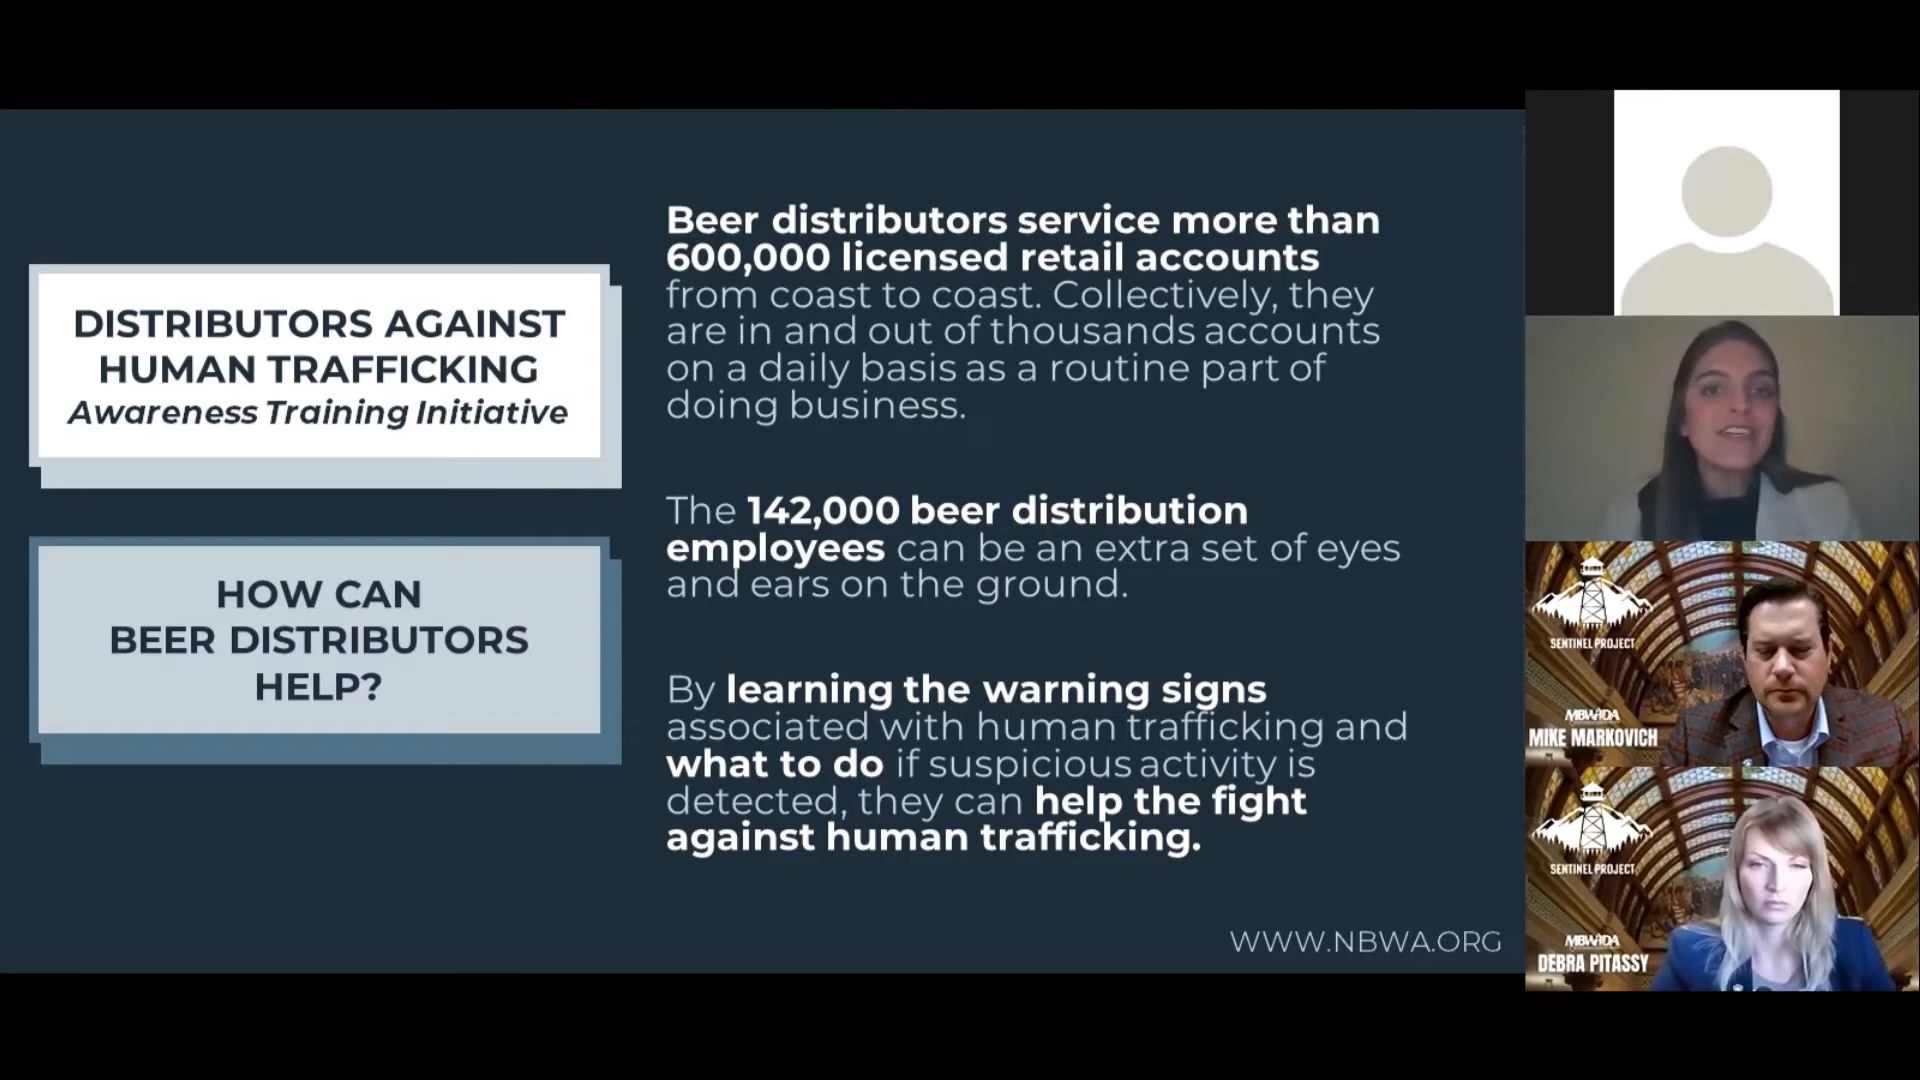 DISTRIBUTORS AGAINST
HUMAN TRAFFICKING
Awareness Training Initiative
HOW CAN
BEER DISTRIBUTORS
HELP?
Beer distributors service more than
600,000 licensed retail accounts
from coast to coast. Collectively, they
are in and out of thousands accounts
on a daily basis as a routine part of
doing business.
The 142,000 beer distribution
employees can be an extra set of eyes
and ears on the ground.
By learning the warning signs
associated with human trafficking and
what to do if suspicious activity is
detected, they can help the fight
against human trafficking.
WWW.NBWA.ORG
SENTINEL PROJECT
MBWDA
MIKE MARKOVICH
SENTINEL PROJECT
MBWDA
DEBRA PITASSY